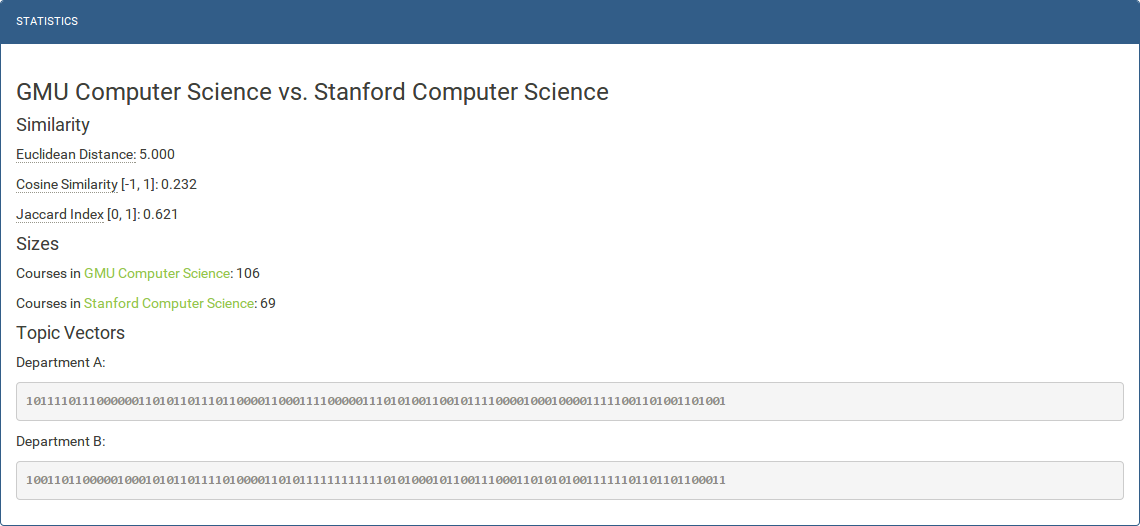 STATISTICS
GMU Computer Science vs. Stanford Computer Science
Similarity
Euclidean Distance: 5.000
Cosine Similarity [-1, 1]: 0.232
Jaccard Index [0, 1]: 0.621
Sizes
Courses in GMU Computer Science: 106
Courses in Stanford Computer Science: 69
Topic Vectors
Department A:
1011110111000000110101101110110000110001111000001110101001100101111000010001000011111001101001101001
Department B:
1001101100000100010101101111010000110101111111111110101000101100111000110101010011111101101101100011